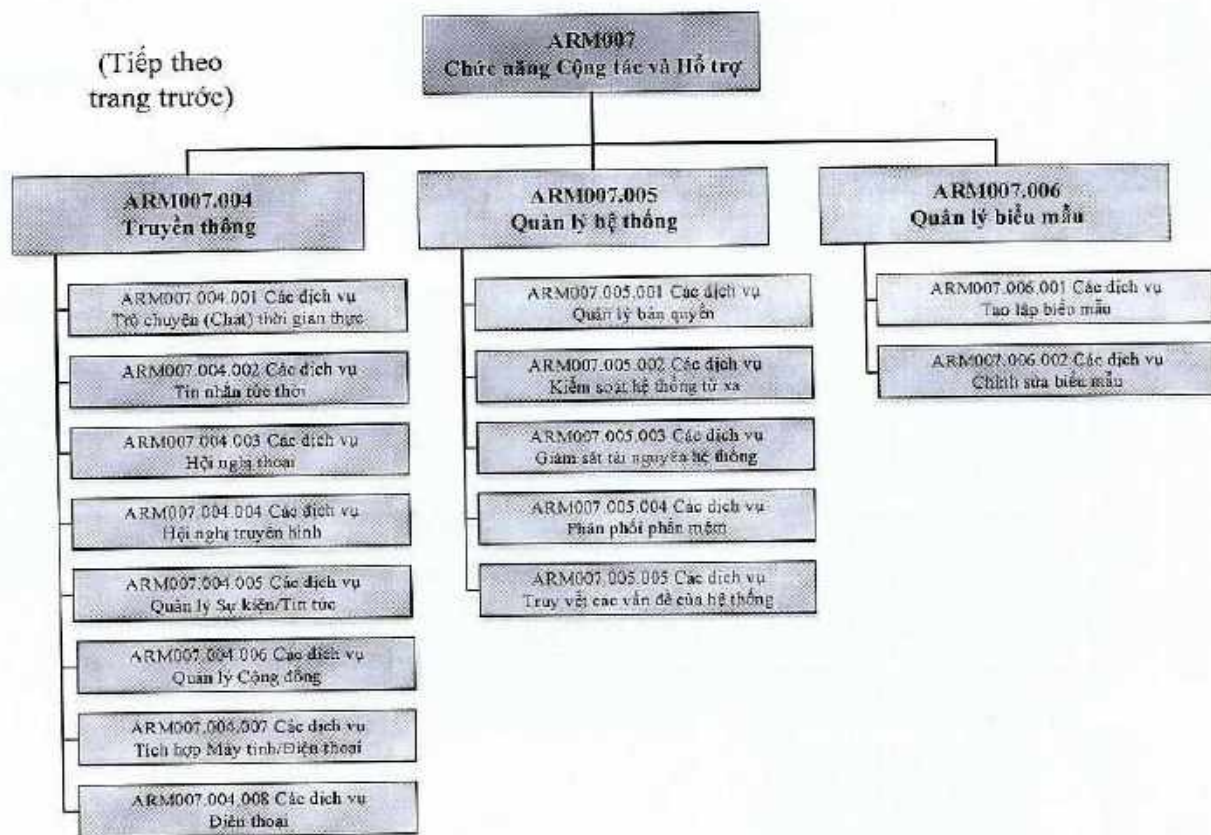 (Tiếp theo
trang trước)
ARM007
Chức năng Cộng tác và Hỗ trợ
ARM007.004
Truyền thông
ARM007.004.001 Các dịch vụ
Trò chuyện (Chat) thời gian thực
ARM007.004.002 Các dịch vụ
Tin nhắn tức thời
ARM007.004.003 Các dịch vụ
Hội nghị thoại
ARM007.004.004 Các dịch vụ
Hội nghị truyền hình
ARM007.004.005 Các dịch vụ
Quản lý Sự kiện/Tin tức
ARM007.004.006 Các dịch vụ
Quản lý Cộng đồng
ARM007.004.007 Các dịch vụ
Tích hợp Máy tính/Điện thoại
ARM007.004.008 Các dịch vụ
Điện thoại
ARM007.005
Quản lý hệ thống
ARM007.005.001 Các dịch vụ
Quản lý bản quyền
ARM007.005.002 Các dịch vụ
Kiểm soát hệ thống từ xa
ARM007.005.003 Các dịch vụ
Giám sát tài nguyên hệ thống
ARM007.005.004 Các dịch vụ
Phân phối phần mềm
ARM007.005.005 Các dịch vụ
Truy vết các vấn đề của hệ thống
ARM007.006
Quản lý biểu mẫu
ARM007.006.001 Các dịch vụ
Tạo lập biểu mẫu
ARM007.006.002 Các dịch vụ
Chỉnh sửa biểu mẫu